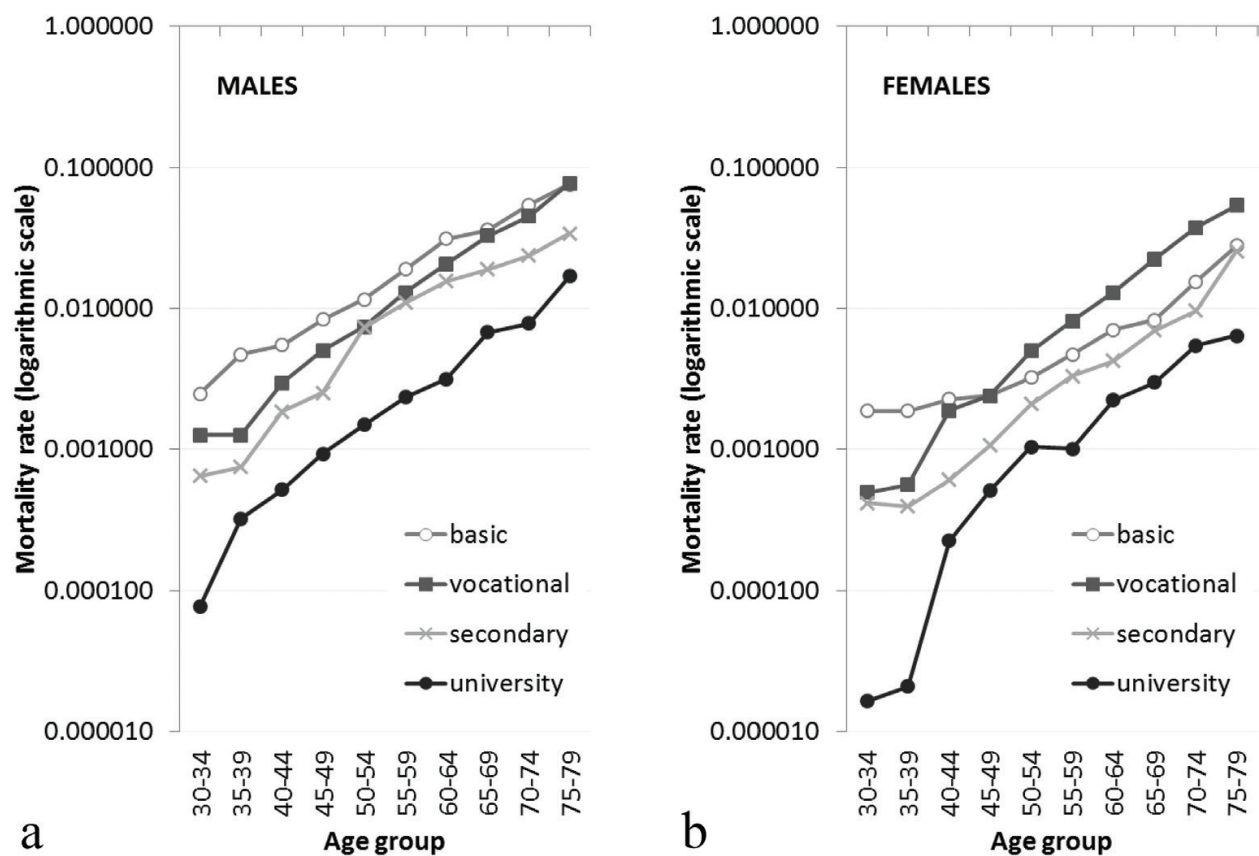 MALES
Mortality rate (logarithmic scale)
1.000000
0.100000
0.010000
0.001000
0.000100
0.000010
basic
vocational
secondary
university
30-34
35-39
40-44
45-49
50-54
55-59
60-64
65-69
70-74
75-79
Age group
a
FEMALES
Mortality rate (logarithmic scale)
1.000000
0.100000
0.010000
0.001000
0.000100
0.000010
basic
vocational
secondary
university
30-34
35-39
40-44
45-49
50-54
55-59
60-64
65-69
70-74
75-79
Age group
b